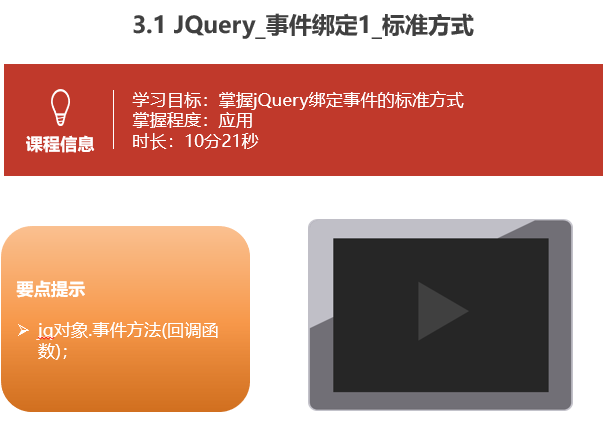 3.1 JQuery_事件绑定1_标准方式
学习目标：掌握jQuery绑定事件的标准方式
掌握程度：应用
时长：10分21秒
课程信息
要点提示
➢ jq对象.事件方法(回调函
数)；